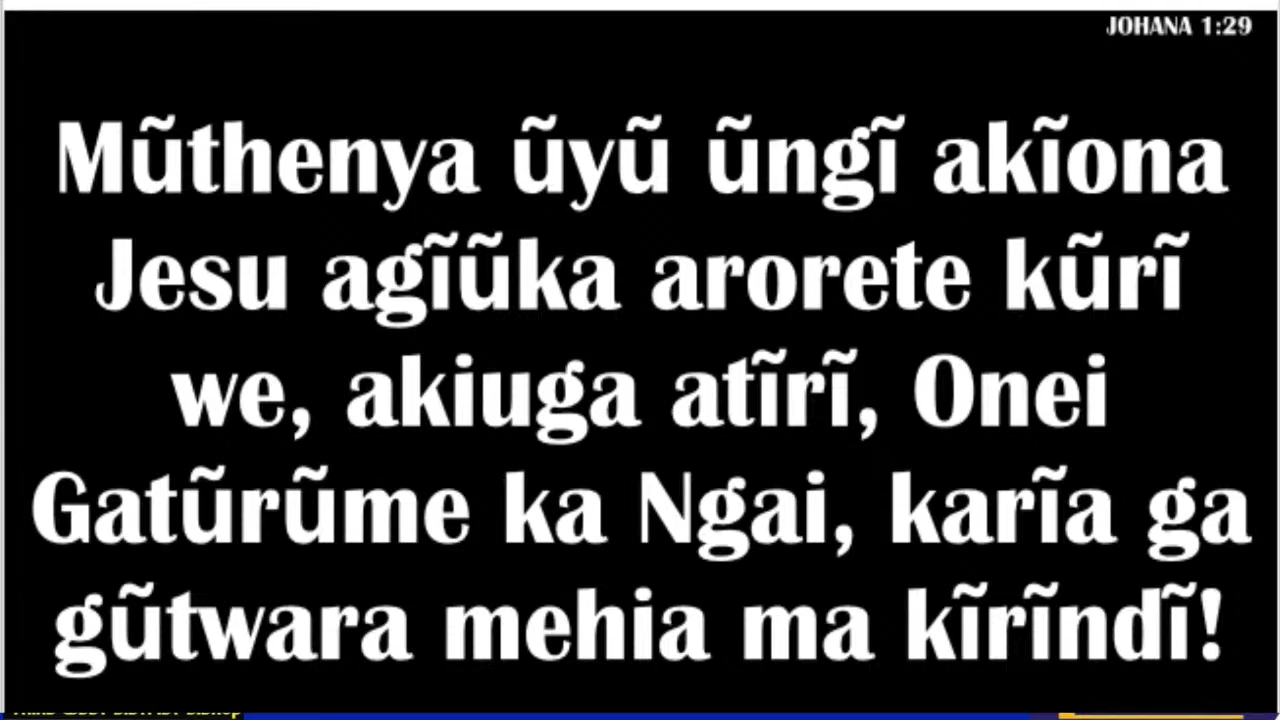 JOHANA 1:29
Mũthenya ũyũ ũngĩ akĩona
Jesu agĩũka arorete kũrĩ
we, akiuga atĩrĩ, Onei
Gatũrũme ka Ngai, karĩa ga
gũtwara mehia ma kĩrĩndĩ!